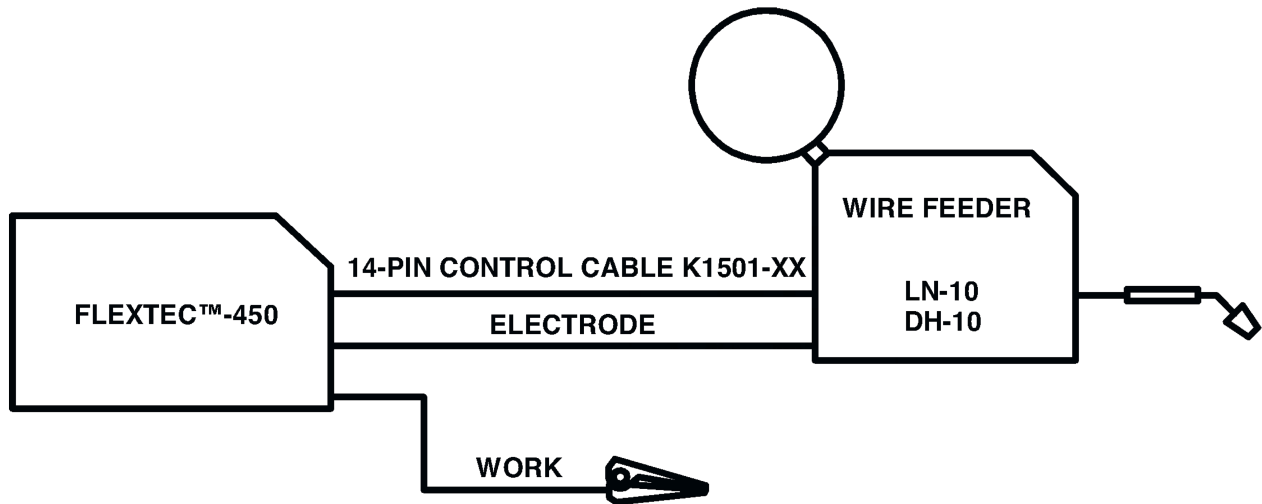 WIRE FEEDER
14-PIN CONTROL CABLE K1501-XX
LN-10
DH-10
FLEXTEC™-450
ELECTRODE
WORK